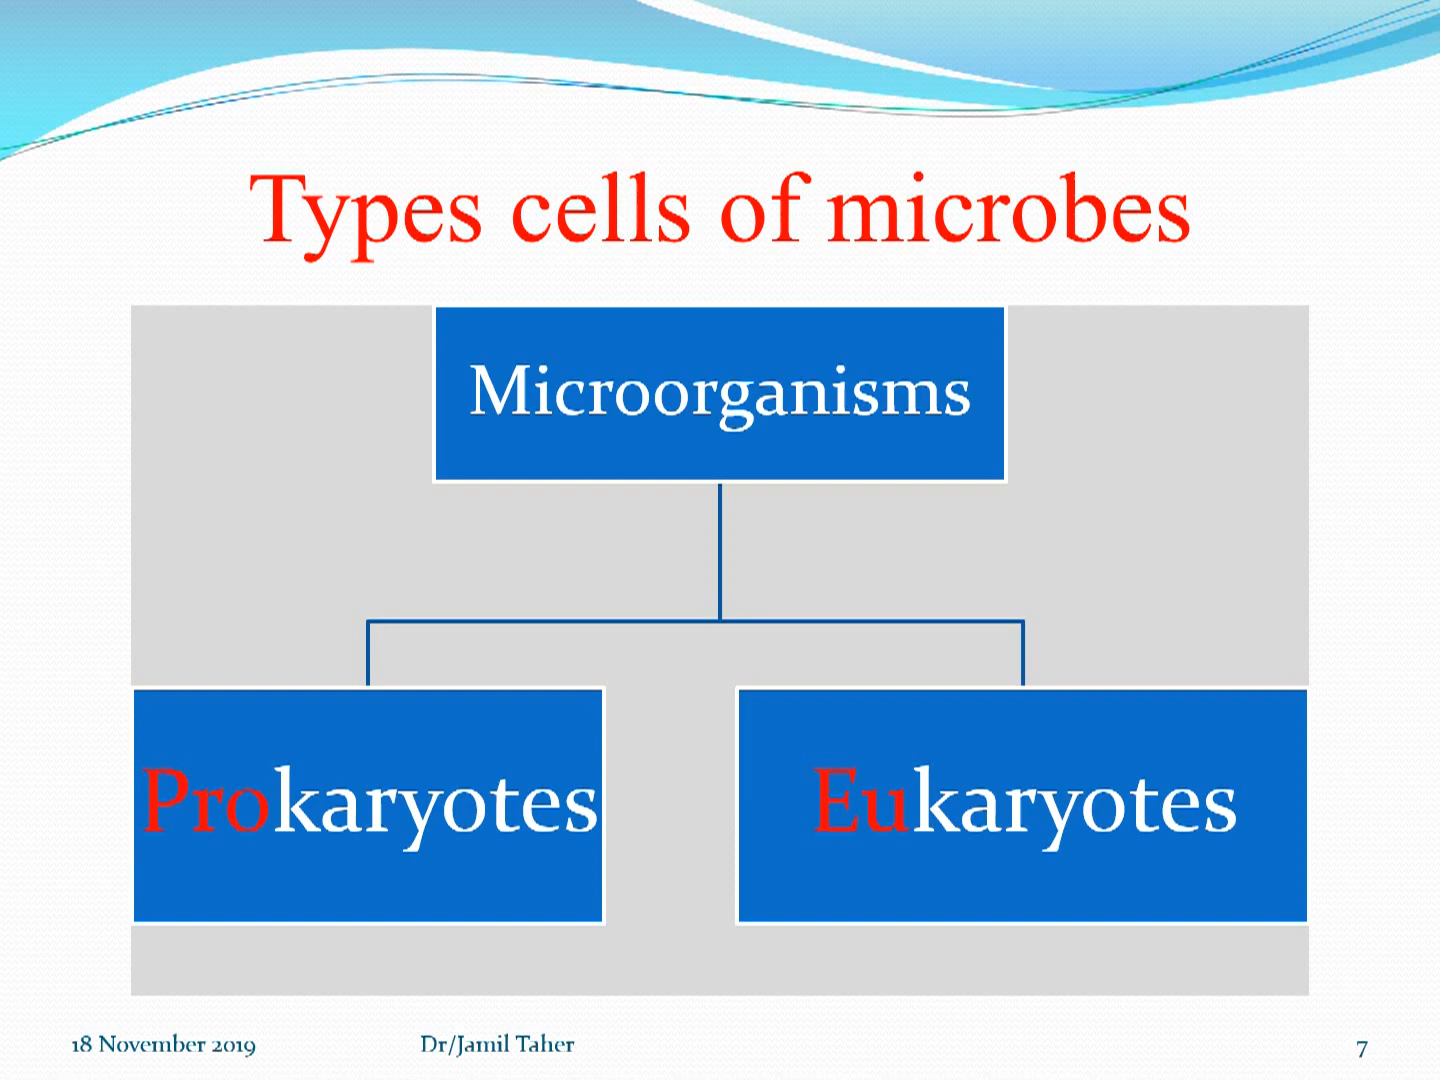 Types cells of microbes
Microorganisms
Prokaryotes
Eukaryotes
18 November 2019
Dr/Jamil Taher
7